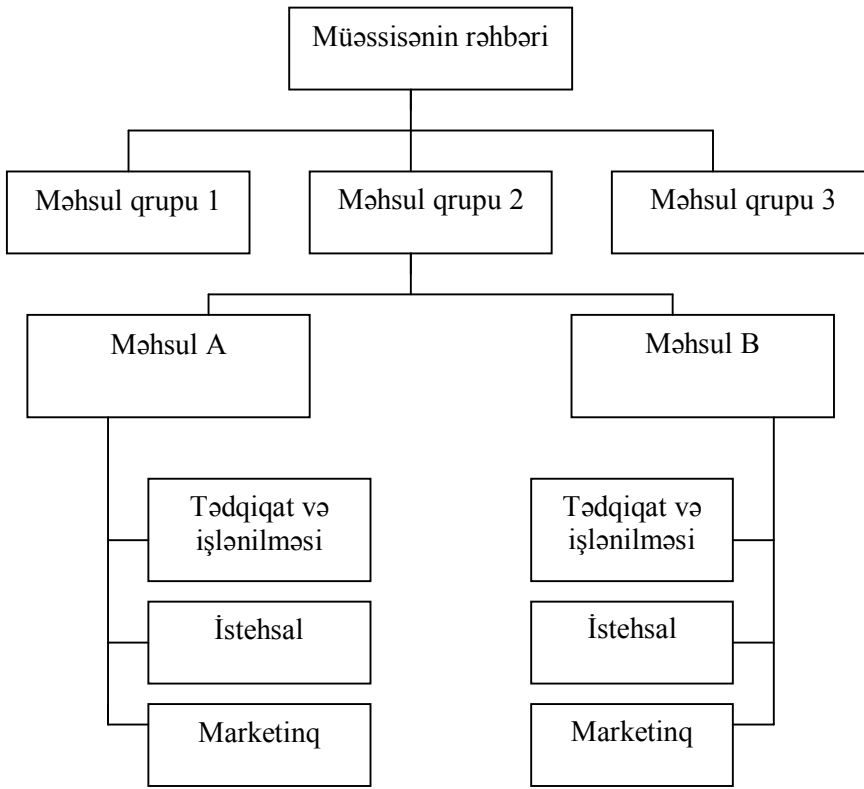 Müəssisənin rəhbəri
Məhsul qrupu 1
Məhsul qrupu 2
Məhsul qrupu 3
Məhsul A
Məhsul B
Tədqiqat və
işlənilməsi
Tədqiqat və
işlənilməsi
İstehsal
İstehsal
Marketinq
Marketinq